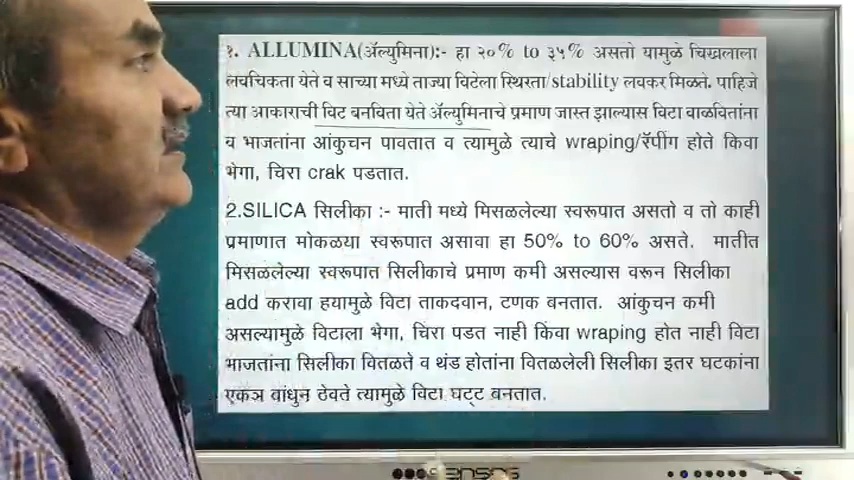 १. ALLUMINA(ॲल्युमिना):- हा २०% to ३५% असतो यामुळे चिखलाला
लवचिकता येते व साच्या मध्ये ताज्या विटेला स्थिरता/stability लवकर मिळते. पाहिजे
त्या आकाराची विट बनविता येते ॲल्युमिनाचे प्रमाण जास्त झाल्यास विटा वाळवितांना
व भाजतांना आंकुचन पावतात व त्यामुळे त्याचे wraping/रॅपींग होते किवा
भेगा, चिरा crak पडतात.
2.SILICA सिलीका :- माती मध्ये मिसळलेल्या स्वरूपात असतो व तो काही
प्रमाणात मोकळया स्वरूपात असावा हा 50% to 60% असते. मातीत
मिसळलेल्या स्वरूपात सिलीकाचे प्रमाण कमी असल्यास वरून सिलीका
add करावा हयामुळे विटा ताकदवान, टणक बनतात. आंकुचन कमी
असल्यामुळे विटाला भेगा, चिरा पडत नाही किंवा wraping होत नाही विटा
भाजतांना सिलीका वितळते व थंड होतांना वितळलेली सिलीका इतर घटकांना
एकत्र बांधुन ठेवते त्यामुळे विटा घट्ट बनतात.